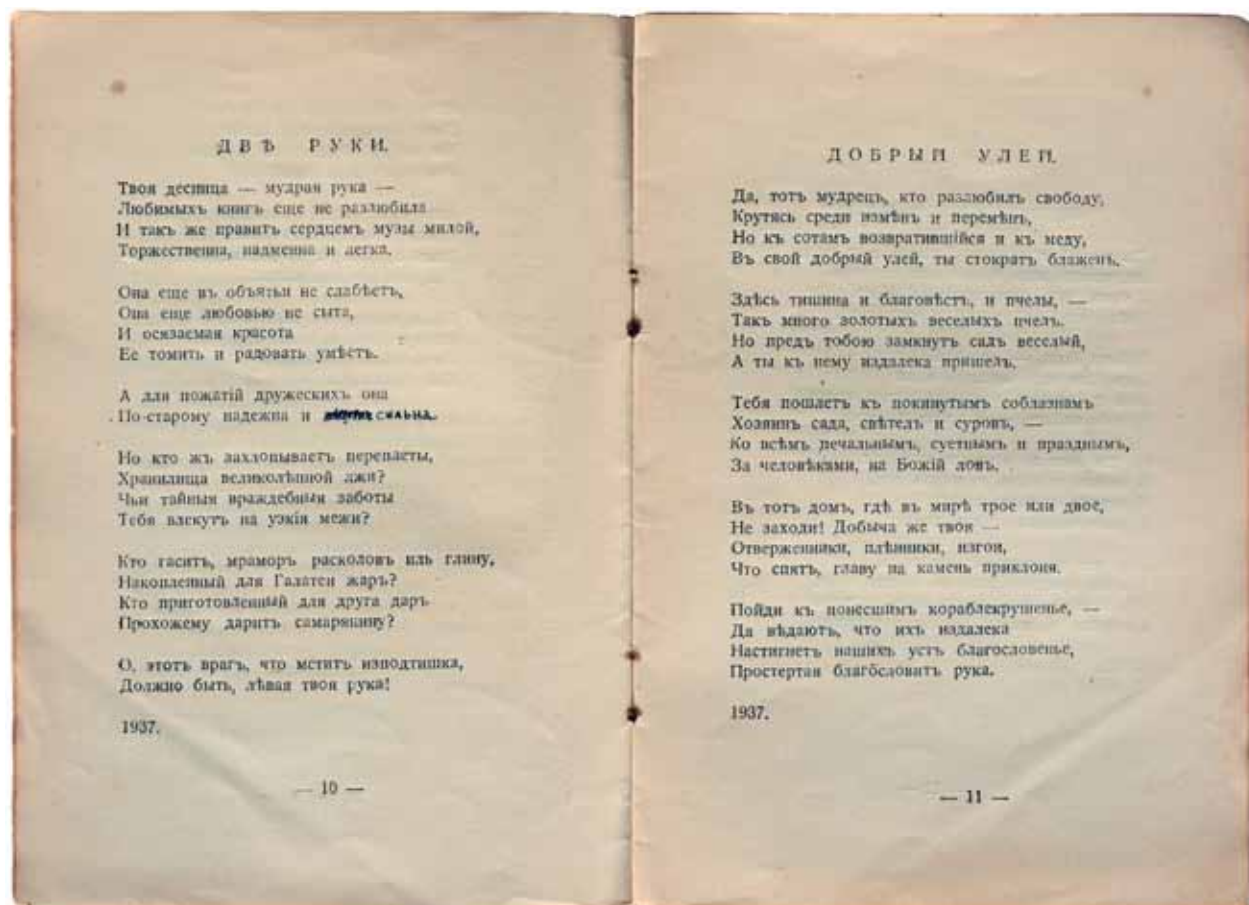 ДВѢ РУКИ.
Твоя десница — мудрая рука —
Любимыхъ книгъ еще не разлюбила
И такъ же правитъ сердцемъ музы милой,
Торжественна, надменна и легка.
Она еще въ объятьи не слабѣетъ,
Она еще любовью не сыта,
И осязаемая красота
Ее томить и радовать умѣетъ.
А для пожатій дружескихъ она
По-старому надежна и сильна.
Но кто жъ захлопываетъ переплеты,
Хранилища великолѣпной лжи?
Чьи тайныя враждебныя заботы
Тебя влекутъ на узкія межи?
Кто гаситъ, мраморъ расколовъ иль глину,
Накопленный для Галатеи жаръ?
Кто приготовленный для друга даръ
Прохожему даритъ самарянину?
О, этотъ врагъ, что мститъ изподтишка,
Должно быть, лѣвая твоя рука!
1937.
— 10 —
ДОБРЫЙ УЛЕЙ.
Да, тотъ мудрецъ, кто разлюбилъ свободу,
Крутясь среди измѣнъ и перемѣнъ,
Но къ сотамъ возвратившійся и къ меду,
Въ свой добрый улей, ты стократъ блаженъ.
Здѣсь тишина и благовѣстъ, и пчелы, —
Такъ много золотыхъ веселыхъ пчелъ.
Но предъ тобою замкнутъ садъ веселый,
А ты къ нему издалека пришелъ.
Тебя пошлетъ къ покинутымъ соблазнамъ
Хозяинъ сада, свѣтелъ и суровъ, —
Ко всѣмъ печальнымъ, суетнымъ и празднымъ,
За человѣками, на Божій ловъ.
Въ тотъ домъ, гдѣ въ мирѣ трое или двое,
Не заходи! Добыча же твоя —
Отверженники, плѣнники, изгои,
Что спятъ, главу на камень приклоня.
Пойди къ понесшимъ кораблекрушенье, —
Да вѣдаютъ, что ихъ издалека
Настигнетъ нашихъ устъ благословенье,
Простертая благословитъ рука.
1937.
— 11 —